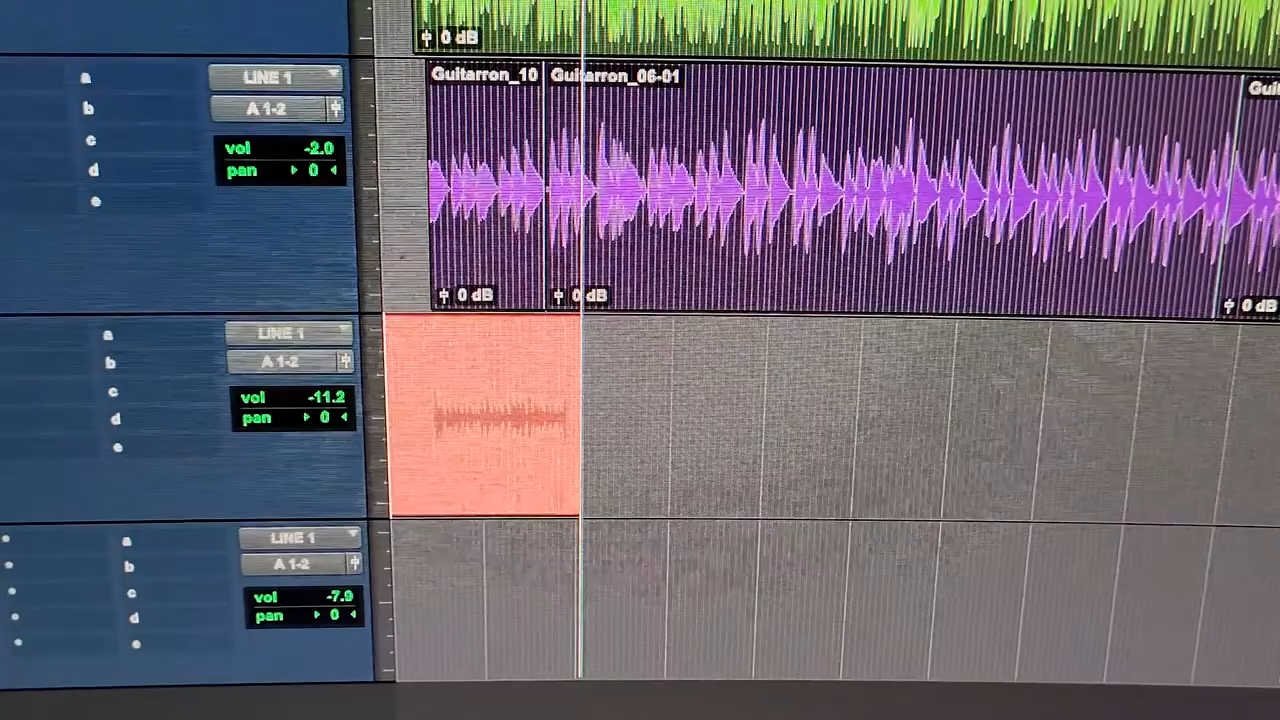 0 dB
a
LINE 1
b
A 1-2
c
vol -2.0
d
pan 0
e
Guitarron_10
Guitarron_06-01
Gui
0 dB
0 dB
0 dB
a
LINE 1
b
A 1-2
c
vol -11.2
d
pan 0
e
a
LINE 1
b
A 1-2
c
vol -7.9
d
pan 0
e